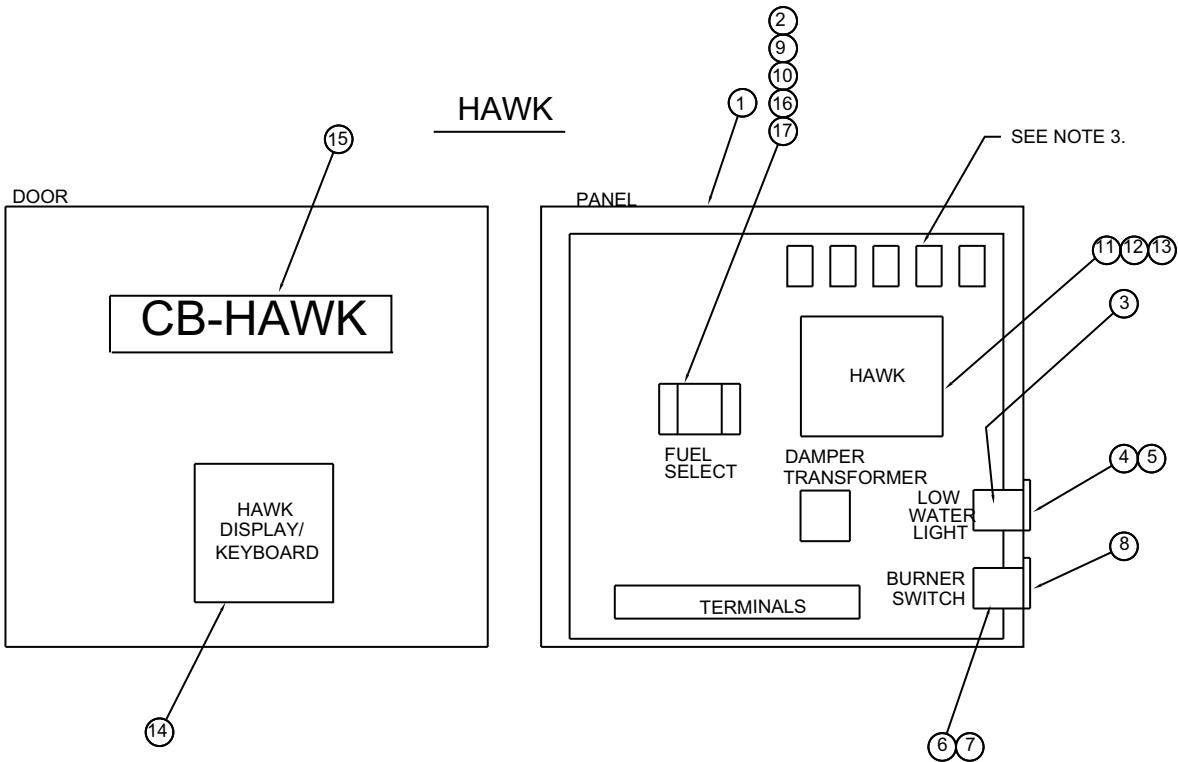 2
9
10
16
17
1
HAWK
15
SEE NOTE 3.
DOOR
PANEL
11 12 13
3
CB-HAWK
HAWK
FUEL
SELECT
DAMPER
TRANSFORMER
4 5
LOW
WATER
LIGHT
HAWK
DISPLAY/
KEYBOARD
8
BURNER
SWITCH
TERMINALS
14
6 7